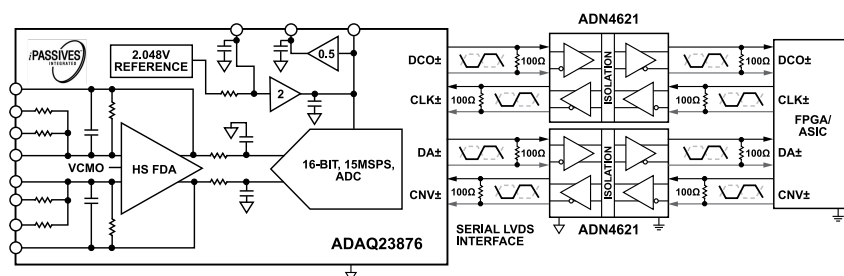 iPASSIVES
INTEGRATED
2.048V
REFERENCE
0.5
2
VCMO
HS FDA
16-BIT, 15MSPS,
ADC
ADAQ23876
DCO±
CLK±
DA±
CNV±
SERIAL LVDS
INTERFACE
100Ω
100Ω
100Ω
100Ω
ADN4621
ISOLATION
ISOLATION
ADN4621
100Ω
100Ω
100Ω
100Ω
DCO±
CLK±
FPGA/
ASIC
DA±
CNV±